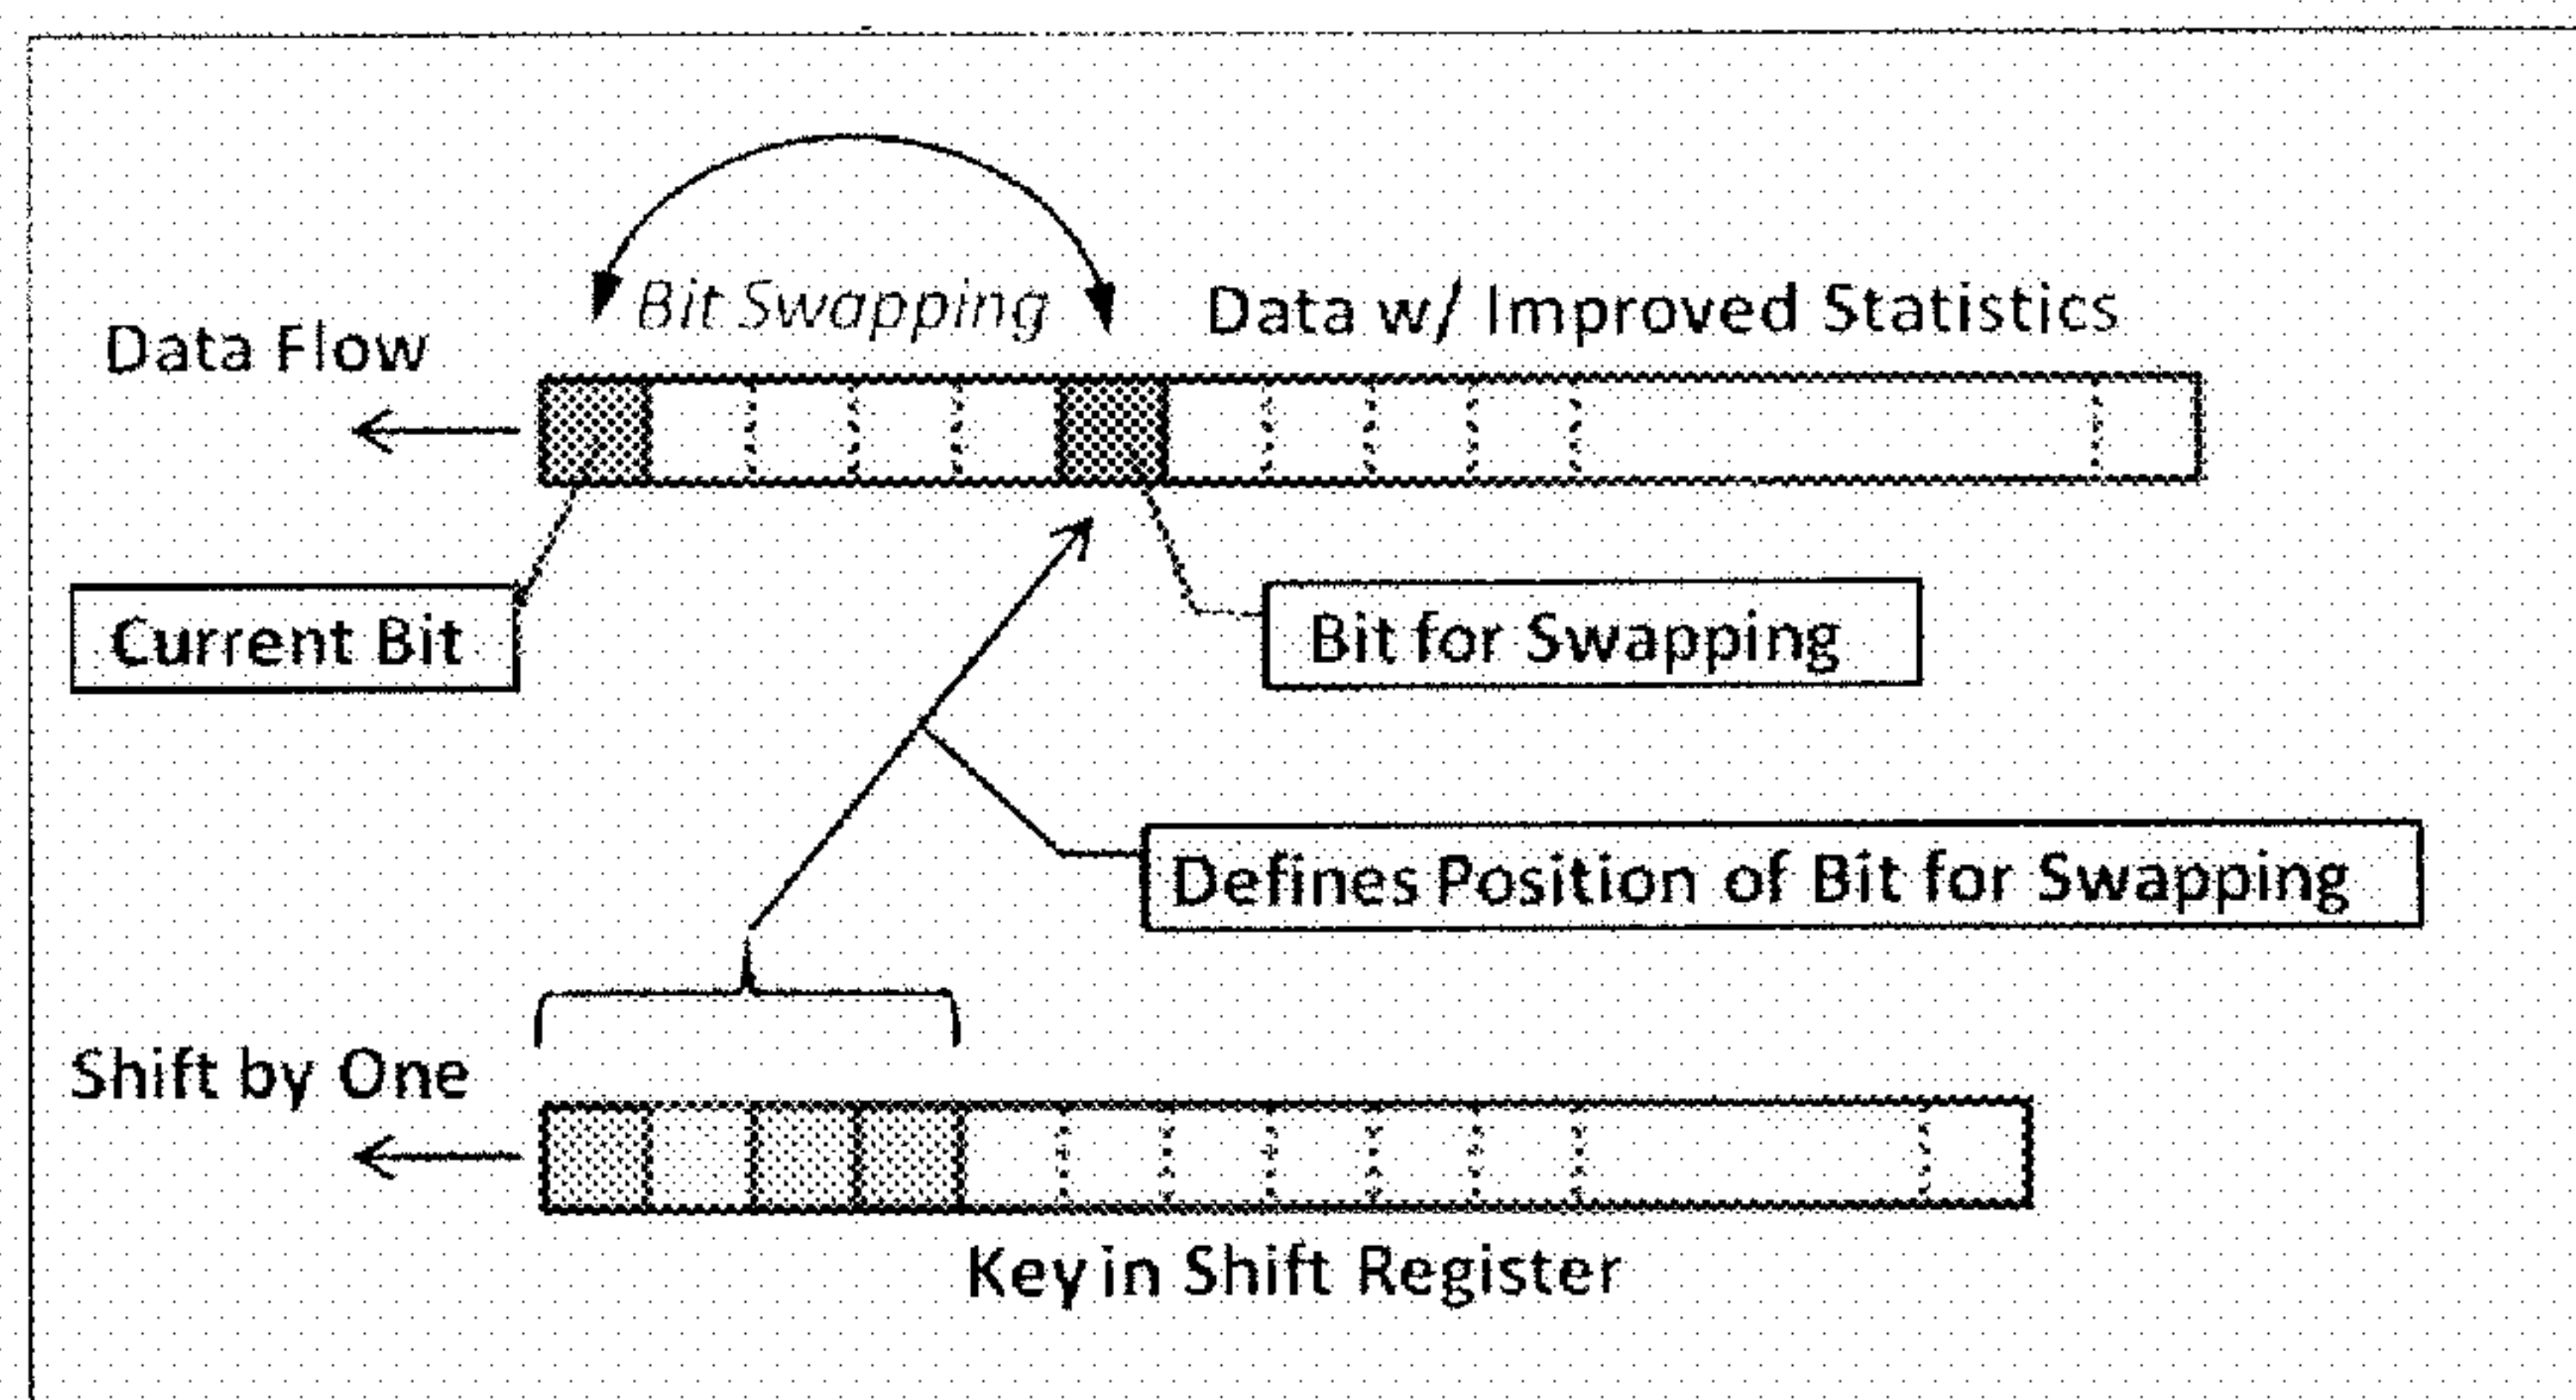 Bit Swapping
Data w/ Improved Statistics
Data Flow
Current Bit
Bit for Swapping
Defines Position of Bit for Swapping
Shift by One
Key in Shift Register